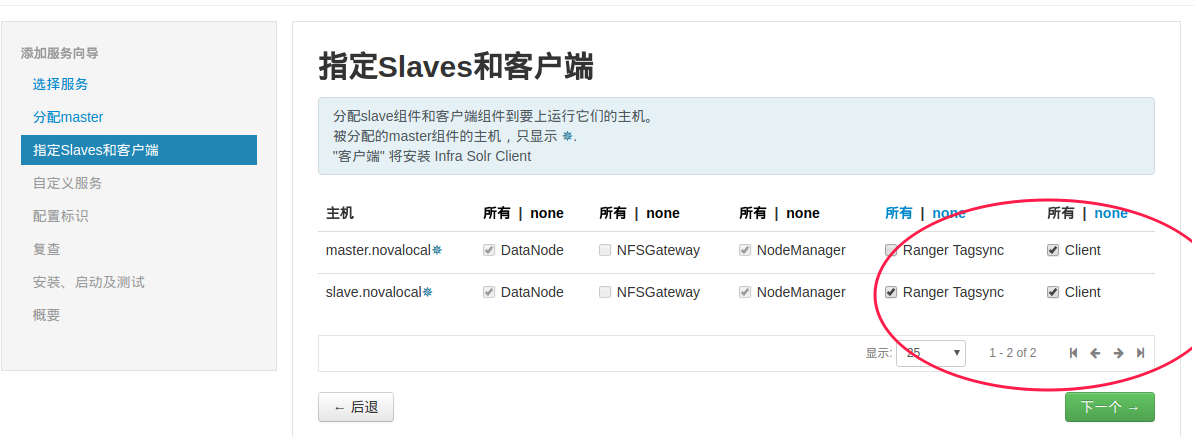 添加服务向导
选择服务
分配master
指定Slaves和客户端
自定义服务
配置标识
复查
安装、启动及测试
概要
指定Slaves和客户端
分配slave组件和客户端组件到要上运行它们的主机。
被分配的master组件的主机，只显示 ✵.
"客户端" 将安装 Infra Solr Client
主机 所有 | none 所有 | none 所有 | none 所有 | none 所有 | none
master.novalocal✵ DataNode NFSGateway NodeManager Ranger Tagsync Client
slave.novalocal✵ DataNode NFSGateway NodeManager Ranger Tagsync Client
显示: 25 1 - 2 of 2
← 后退 下一个 →